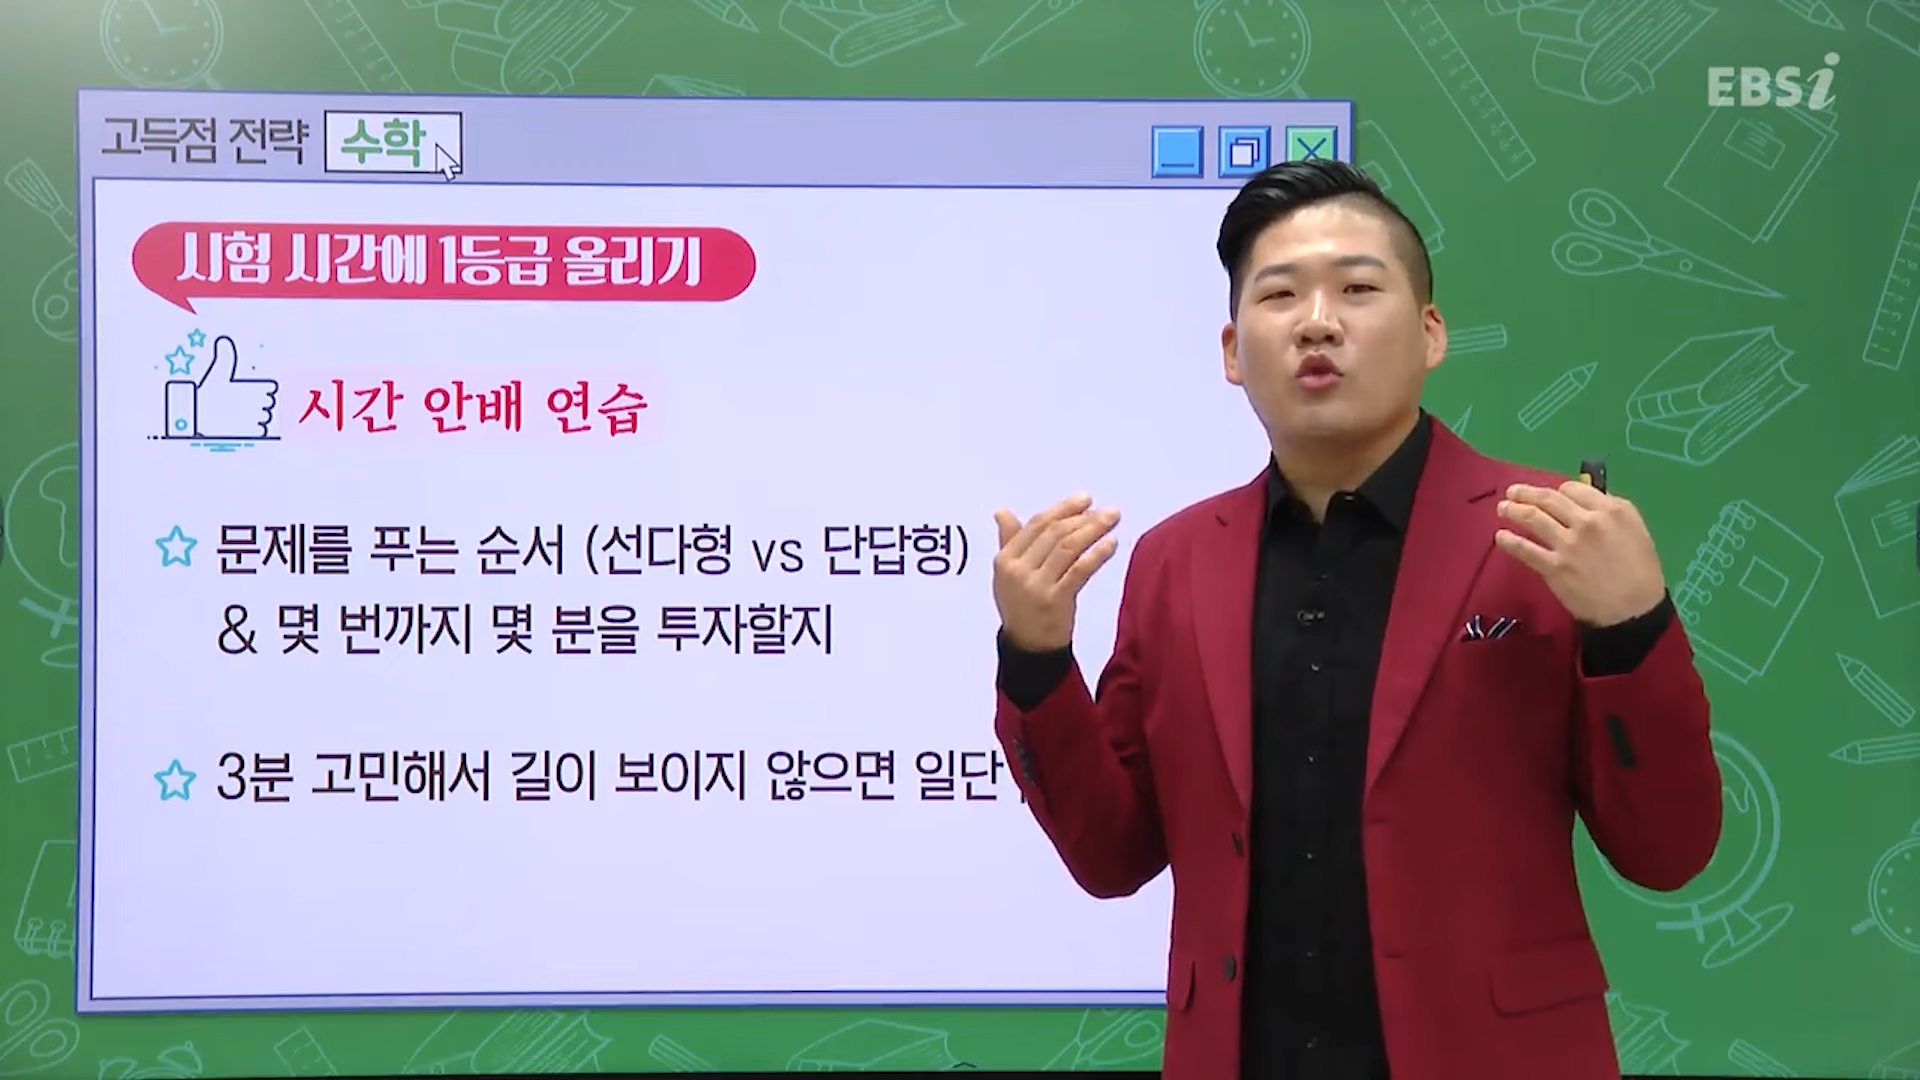 EBSi
고득점 전략 수학
시험 시간에 1등급 올리기
시간 안배 연습
문제를 푸는 순서 (선다형 vs 단답형)
& 몇 번까지 몇 분을 투자할지
3분 고민해서 길이 보이지 않으면 일단